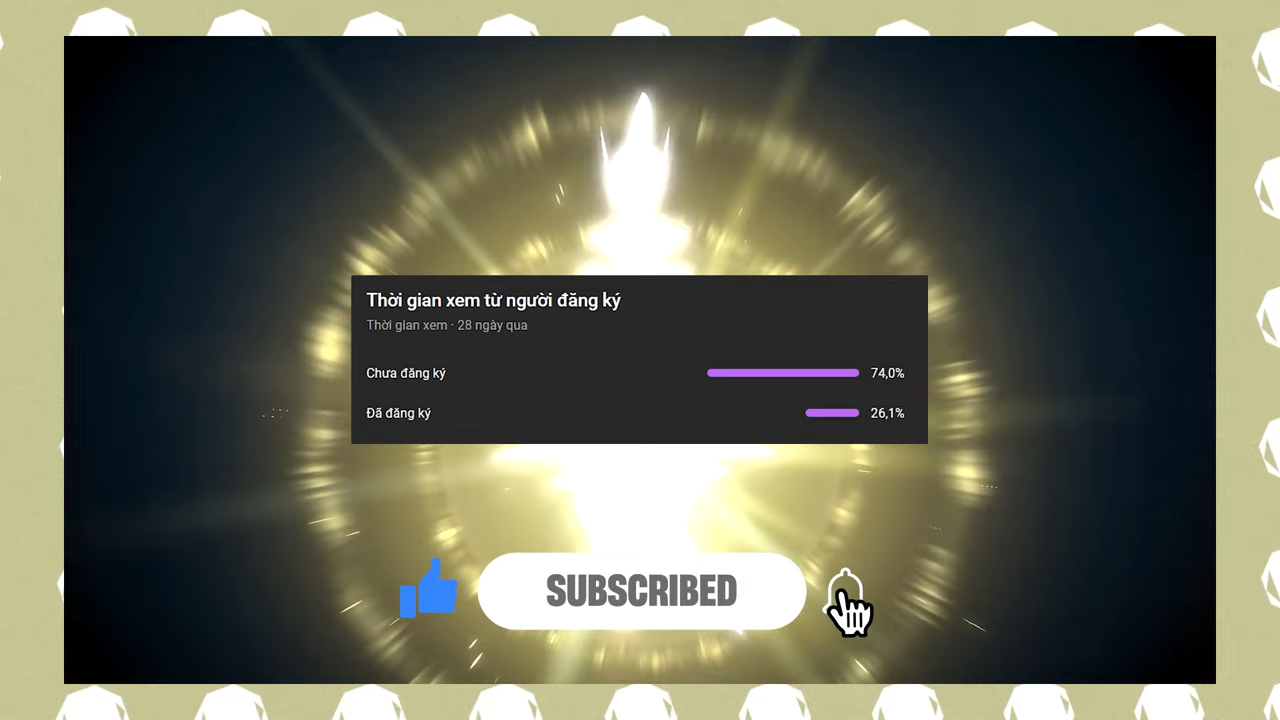 Thời gian xem từ người đăng ký
Thời gian xem · 28 ngày qua
Chưa đăng ký 74,0%
Đã đăng ký 26,1%
SUBSCRIBED